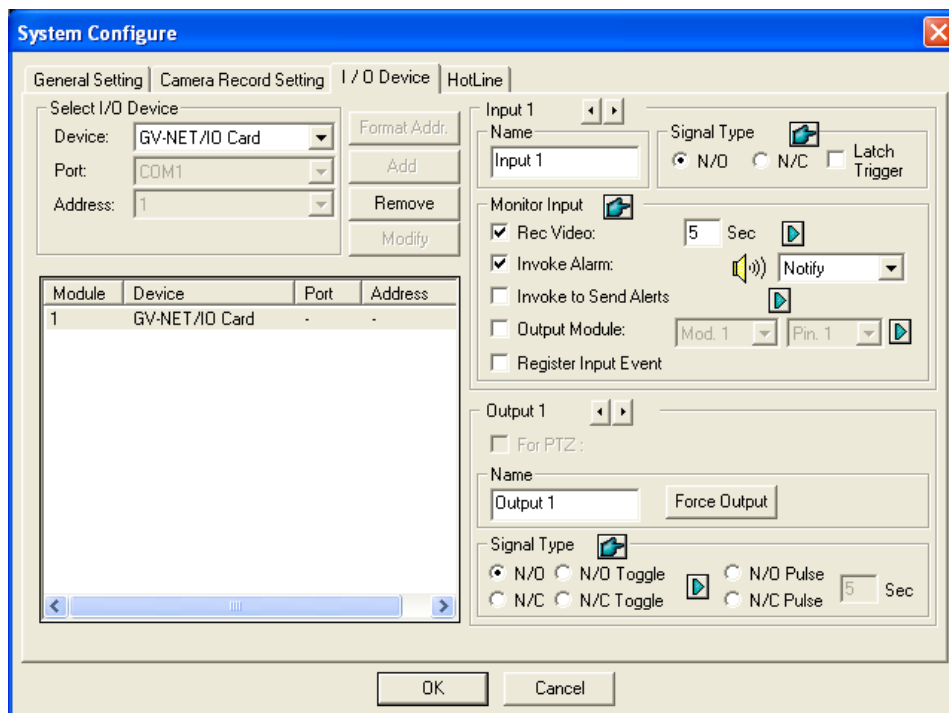 System Configure
General Setting
Camera Record Setting
I / O Device
HotLine
Select I/O Device
Device:
GV-NET/IO Card
Port:
COM1
Address:
1
Format Addr.
Add
Remove
Modify
Module
Device
Port
Address
1
GV-NET/IO Card
-
-
Input 1
Name
Input 1
Signal Type
N/O
N/C
Latch
Trigger
Monitor Input
Rec Video:
5
Sec
Invoke Alarm:
Notify
Invoke to Send Alerts
Output Module:
Mod. 1
Pin. 1
Register Input Event
Output 1
For PTZ :
Name
Output 1
Force Output
Signal Type
N/O
N/O Toggle
N/O Pulse
N/C
N/C Toggle
N/C Pulse
5
Sec
OK
Cancel